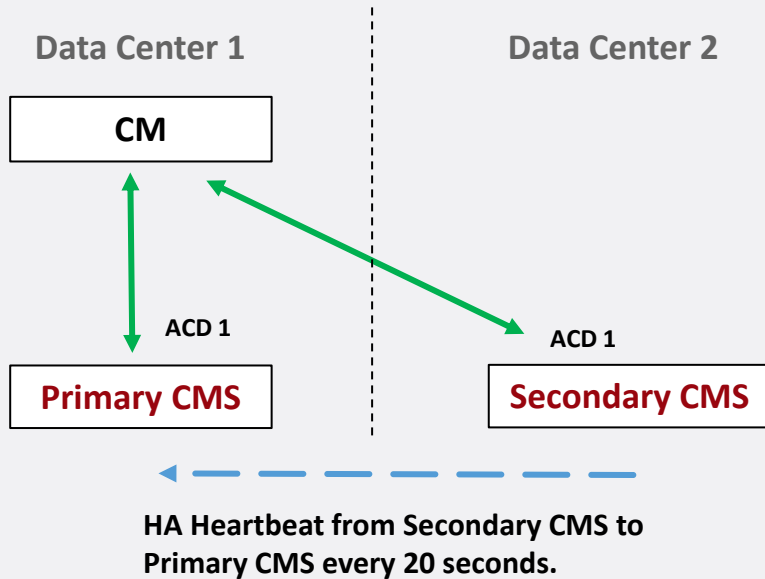 Data Center 1
Data Center 2
CM
ACD 1
ACD 1
Primary CMS
Secondary CMS
HA Heartbeat from Secondary CMS to
Primary CMS every 20 seconds.